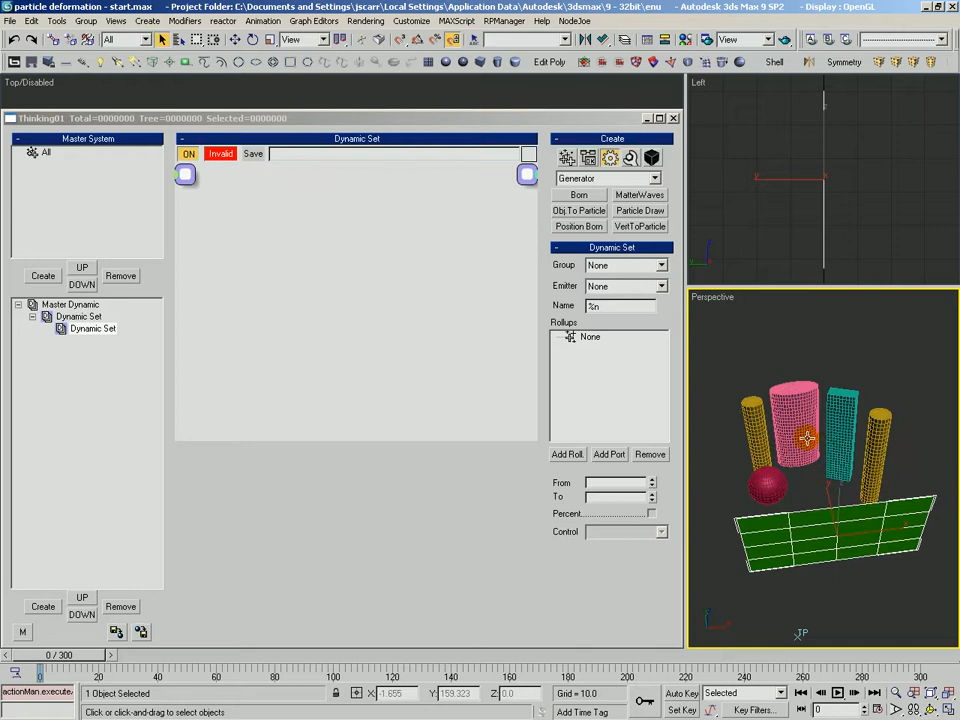 particle deformation - start.max - Project Folder: C:\Documents and Settings\jscarr\Local Settings\Application Data\Autodesk\3dsmax\9 - 32bit\enu - Autodesk 3ds Max 9 SP2 - Display : OpenGL
File Edit Tools Group Views Create Modifiers reactor Animation Graph Editors Rendering Customize MAXScript RPManager Help NodeJoe
All View View
Edit Poly Shell Symmetry
Top/Disabled Left
Thinking01 Total=0000000 Tree=0000000 Selected=0000000
Master System Dynamic Set Create
All ON Invalid Save
Generator
Born MatterWaves
Obj.To Particle Particle Draw
Position Born VertToParticle
Dynamic Set
Group None
Emitter None
Name %n
Rollups
None
Create UP Remove
DOWN
Master Dynamic
Dynamic Set
Dynamic Set
Perspective
Add Roll. Add Port Remove
From
To
Percent
Control
Create UP Remove
DOWN
M
0 / 300
0 20 40 60 80 100 120 140 160 180 200 220 240 260 280 300
actionMan.execute. 1 Object Selected X: -1.655 Y: 159.323 Z: 0.0 Grid = 10.0 Auto Key Selected
Click or click-and-drag to select objects Add Time Tag Set Key Key Filters... 0